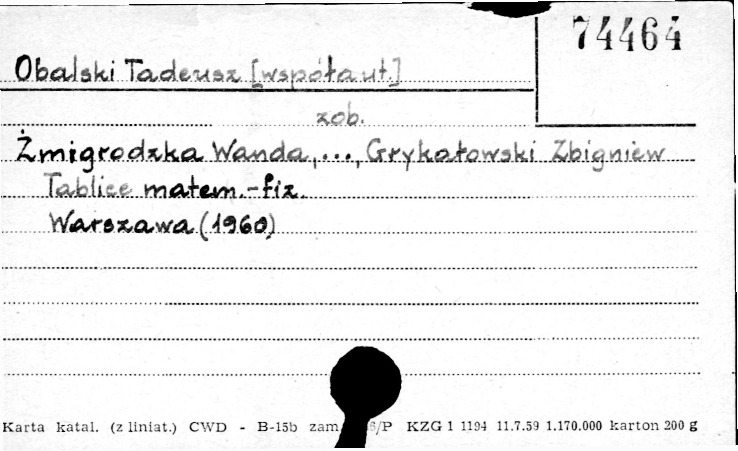 74464
Obalski Tadeusz [współaut.]
zob.
Żmigrodzka Wanda,..., Grykałowski Zbigniew
Tablice matem.-fiz.
Warszawa (1960)
Karta katal. (z liniat.) CWD - B-15b zam 6/P KZG 1 1194 11.7.59 1.170.000 karton 200 g